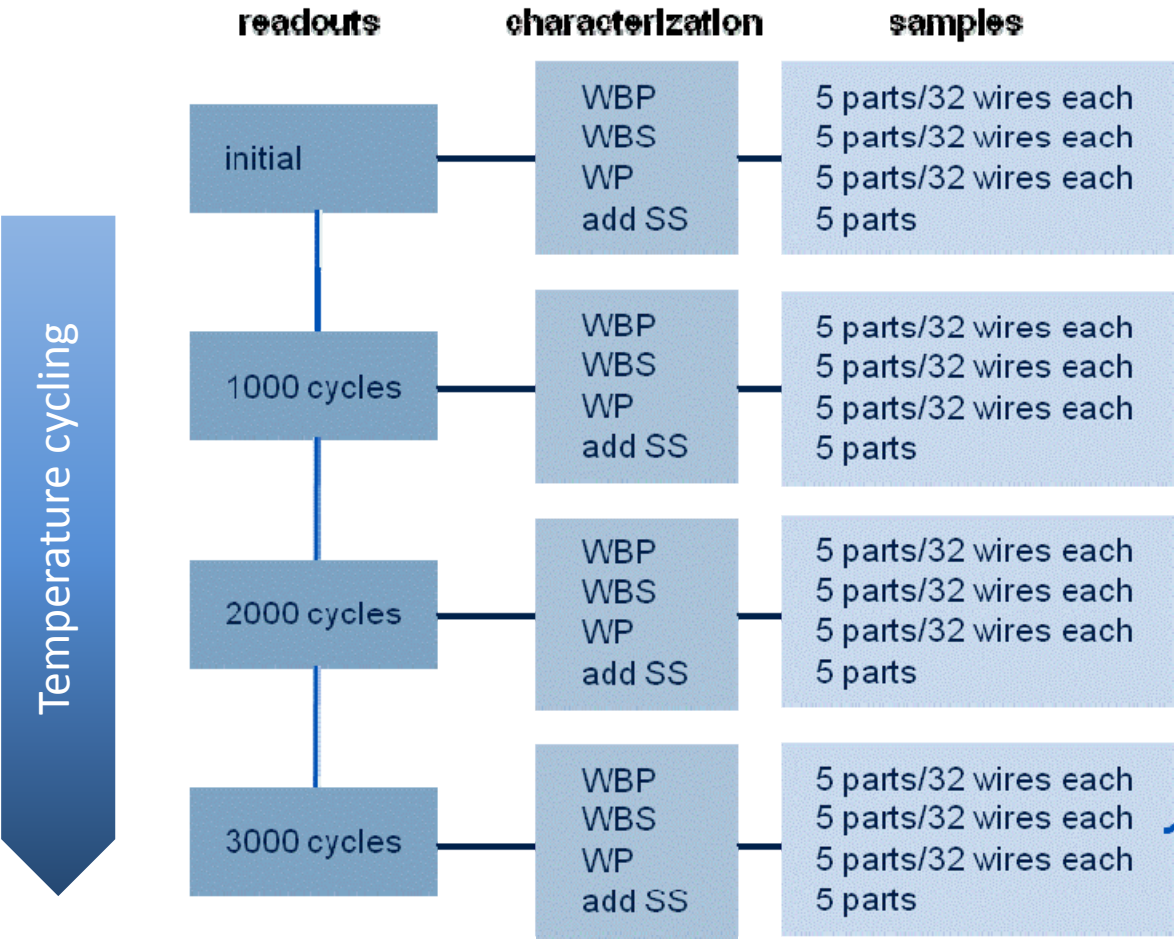 readouts characterization samples
Temperature cycling
initial
WBP
WBS
WP
add SS
5 parts/32 wires each
5 parts/32 wires each
5 parts/32 wires each
5 parts
1000 cycles
WBP
WBS
WP
add SS
5 parts/32 wires each
5 parts/32 wires each
5 parts/32 wires each
5 parts
2000 cycles
WBP
WBS
WP
add SS
5 parts/32 wires each
5 parts/32 wires each
5 parts/32 wires each
5 parts
3000 cycles
WBP
WBS
WP
add SS
5 parts/32 wires each
5 parts/32 wires each
5 parts/32 wires each
5 parts